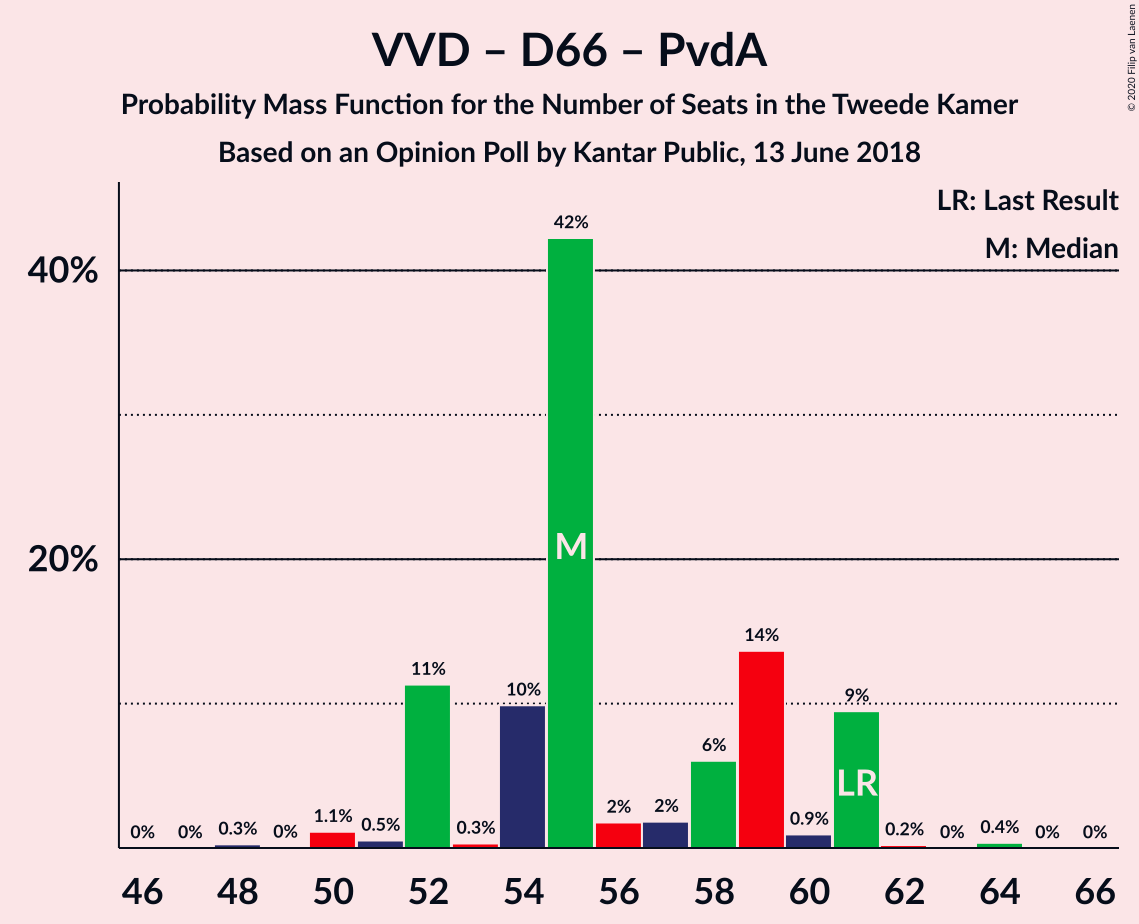 VVD – D66 – PvdA
Probability Mass Function for the Number of Seats in the Tweede Kamer
Based on an Opinion Poll by Kantar Public, 13 June 2018
© 2020 Filip van Laenen
LR: Last Result
M: Median
40%
20%
0% 0% 0.3% 0% 1.1% 0.5% 11% 0.3% 10% 42% 2% 2% 6% 14% 0.9% 9% 0.2% 0% 0.4% 0% 0%
M
LR
46 48 50 52 54 56 58 60 62 64 66